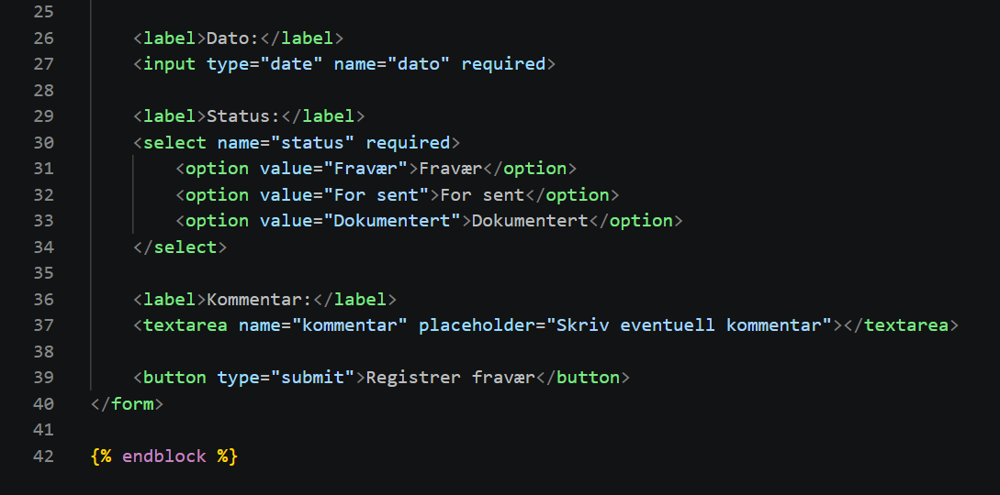 25
26 <label>Dato:</label>
27 <input type="date" name="dato" required>
28
29 <label>Status:</label>
30 <select name="status" required>
31 <option value="Fravær">Fravær</option>
32 <option value="For sent">For sent</option>
33 <option value="Dokumentert">Dokumentert</option>
34 </select>
35
36 <label>Kommentar:</label>
37 <textarea name="kommentar" placeholder="Skriv eventuell kommentar"></textarea>
38
39 <button type="submit">Registrer fravær</button>
40 </form>
41
42 {% endblock %}